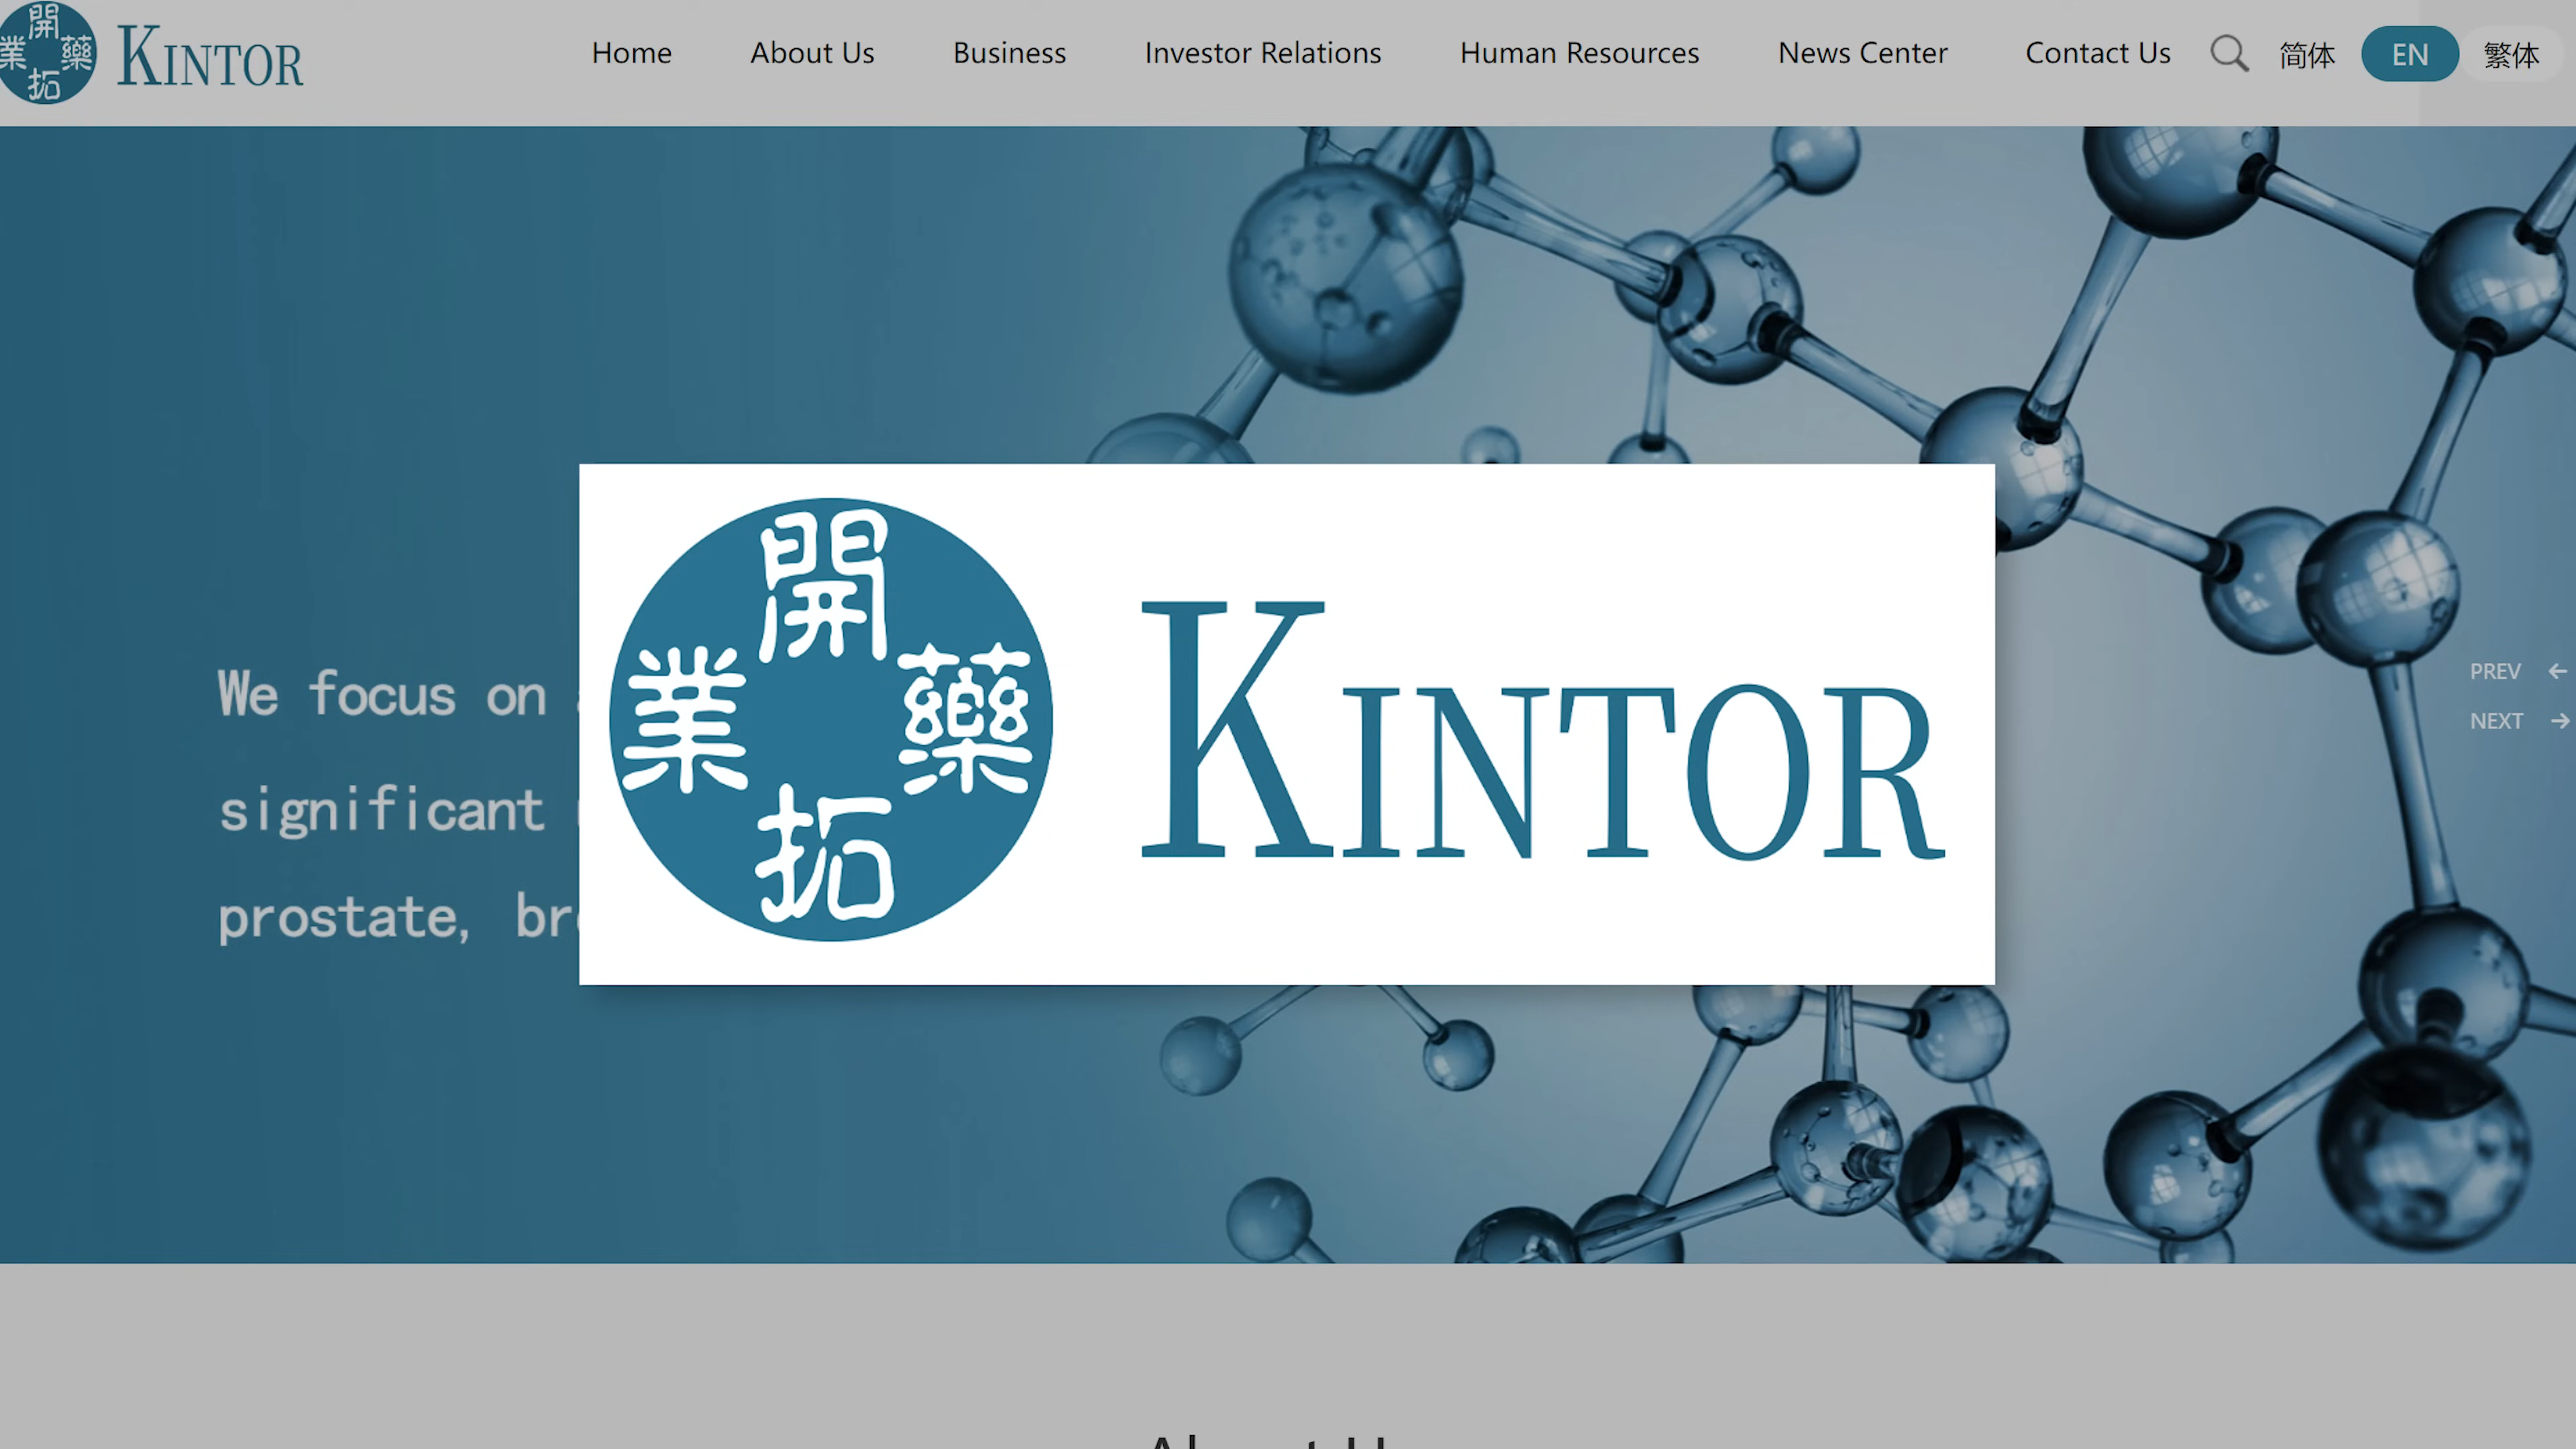 開
業 藥
拓
KINTOR
Home About Us Business Investor Relations Human Resources News Center Contact Us 简体 EN 繁体
We focus on
significant
prostate,
PREV
NEXT
開
業 藥
拓
KINTOR